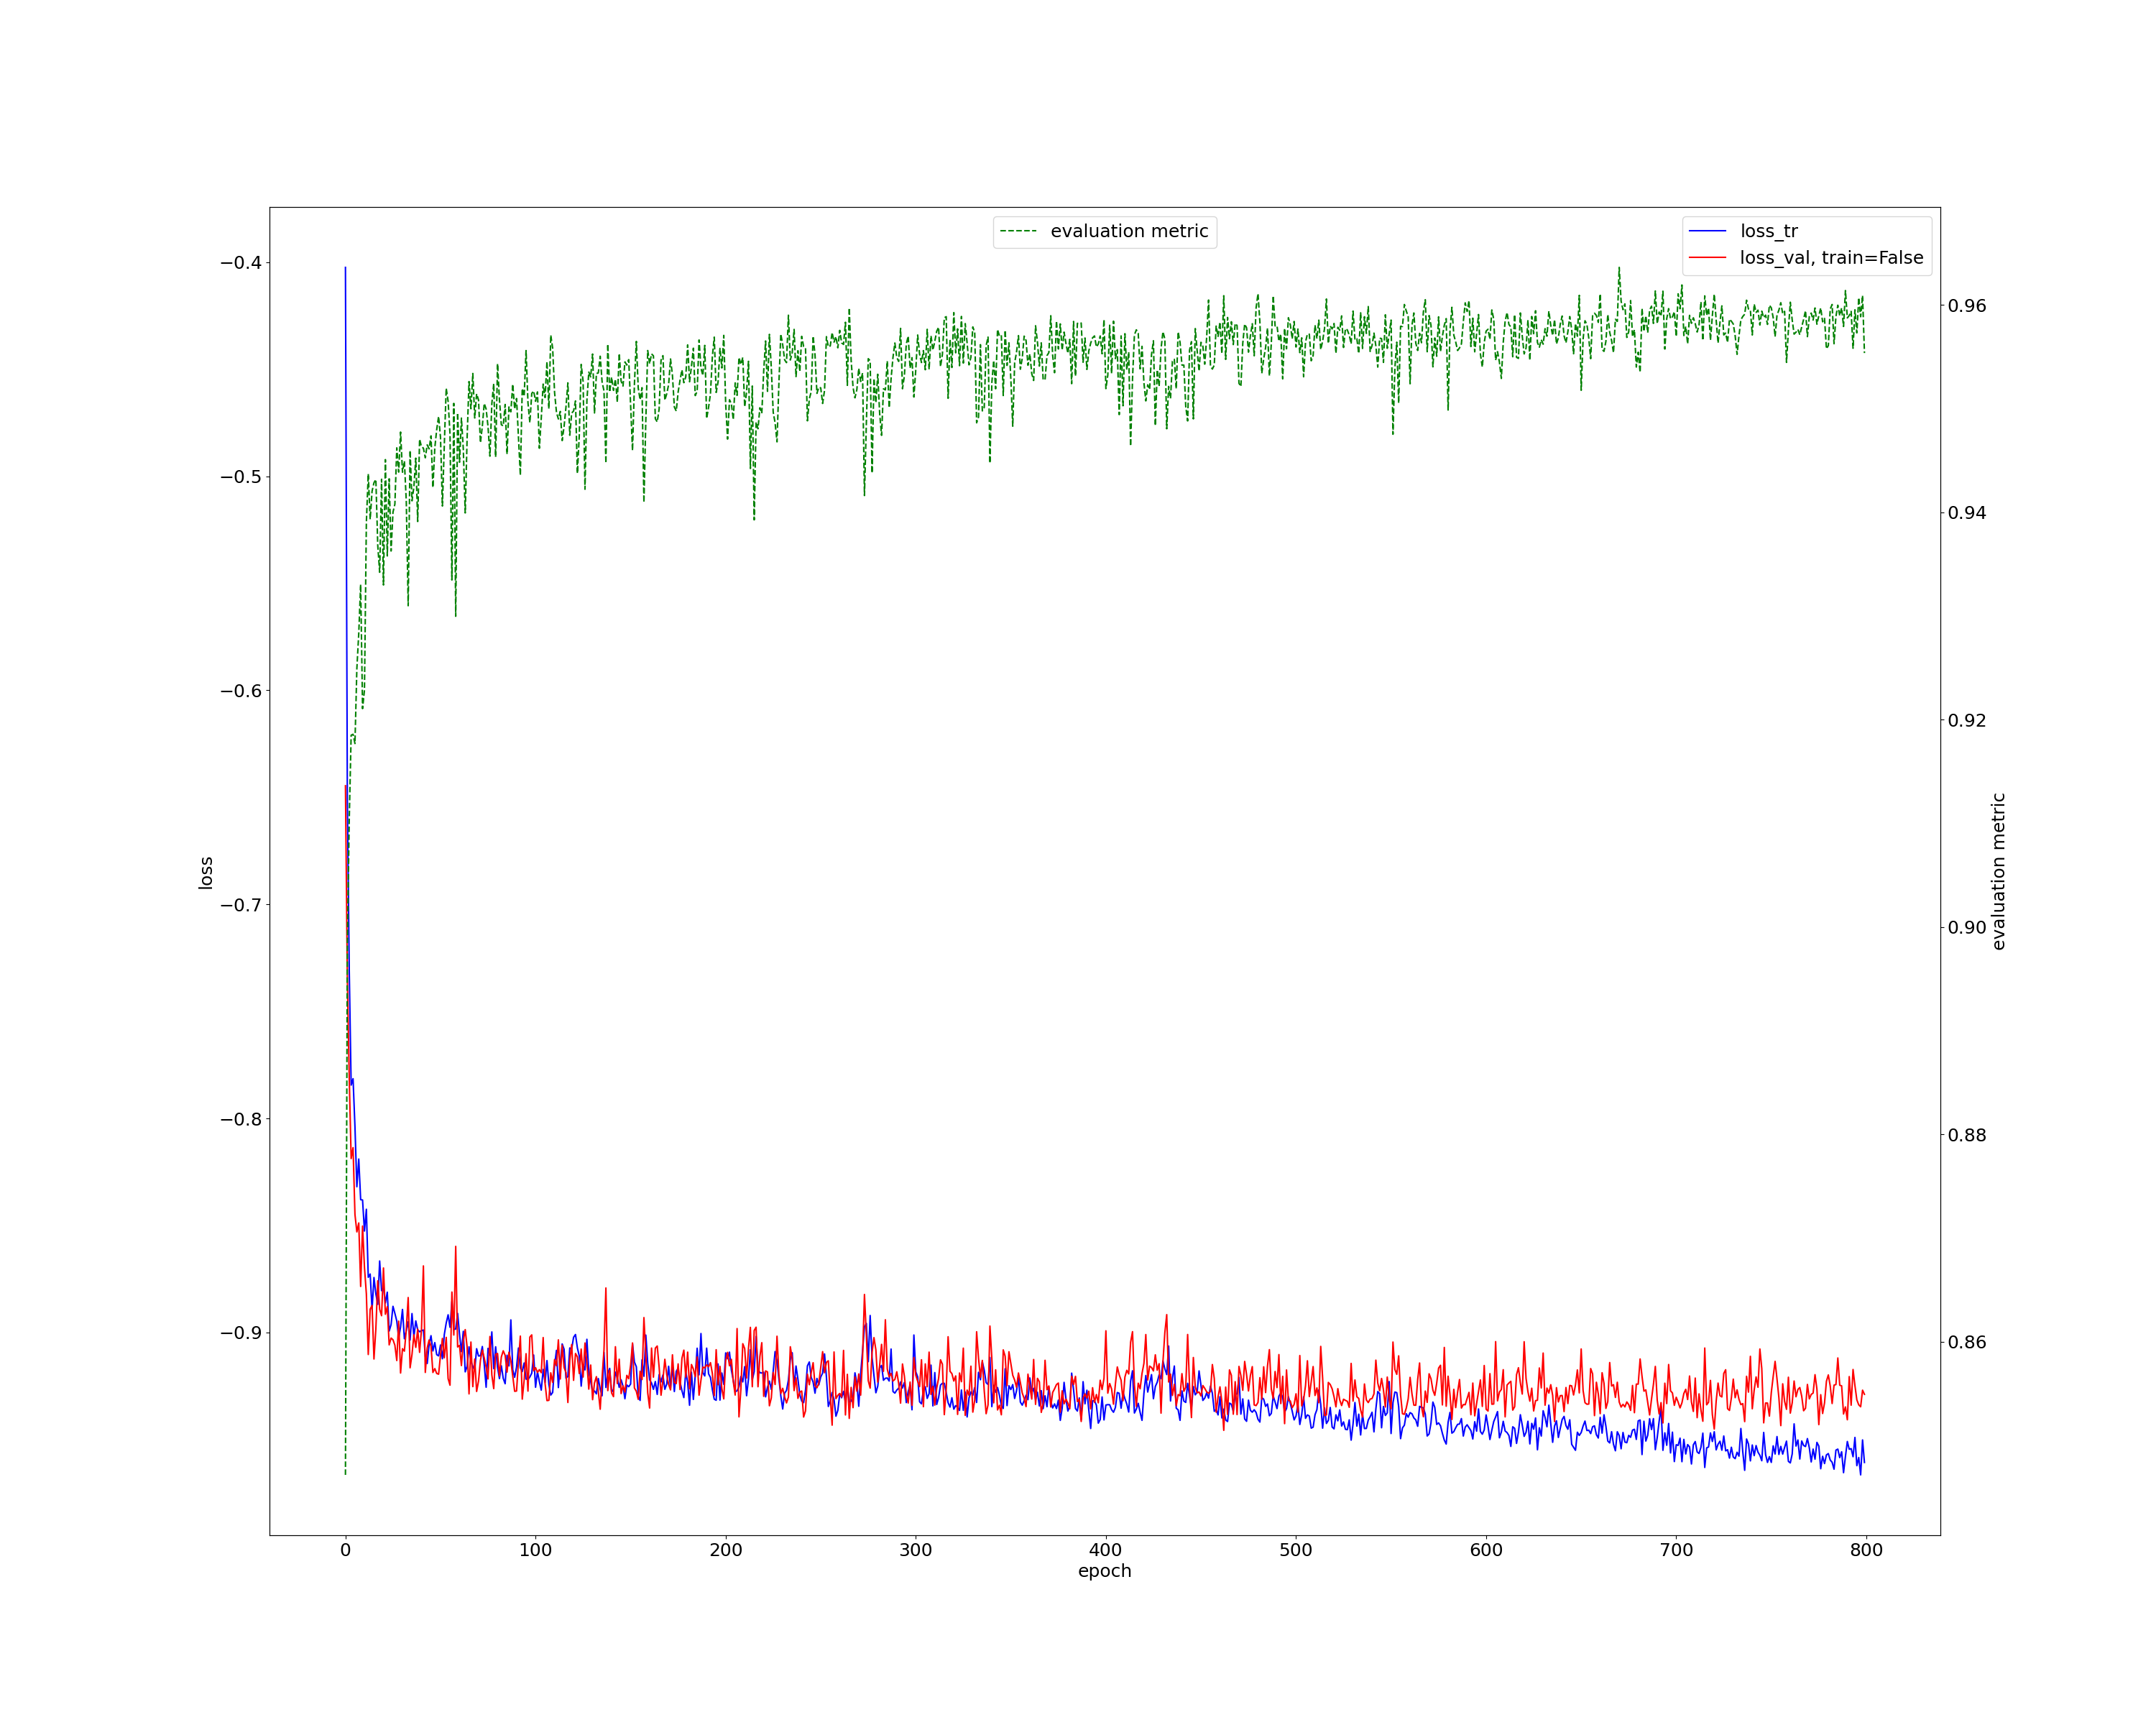 evaluation metric
loss_tr
loss_val, train=False
−0.4
−0.5
−0.6
−0.7
−0.8
−0.9
loss
0.96
0.94
0.92
0.90
0.88
0.86
evaluation metric
0 100 200 300 400 500 600 700 800
epoch